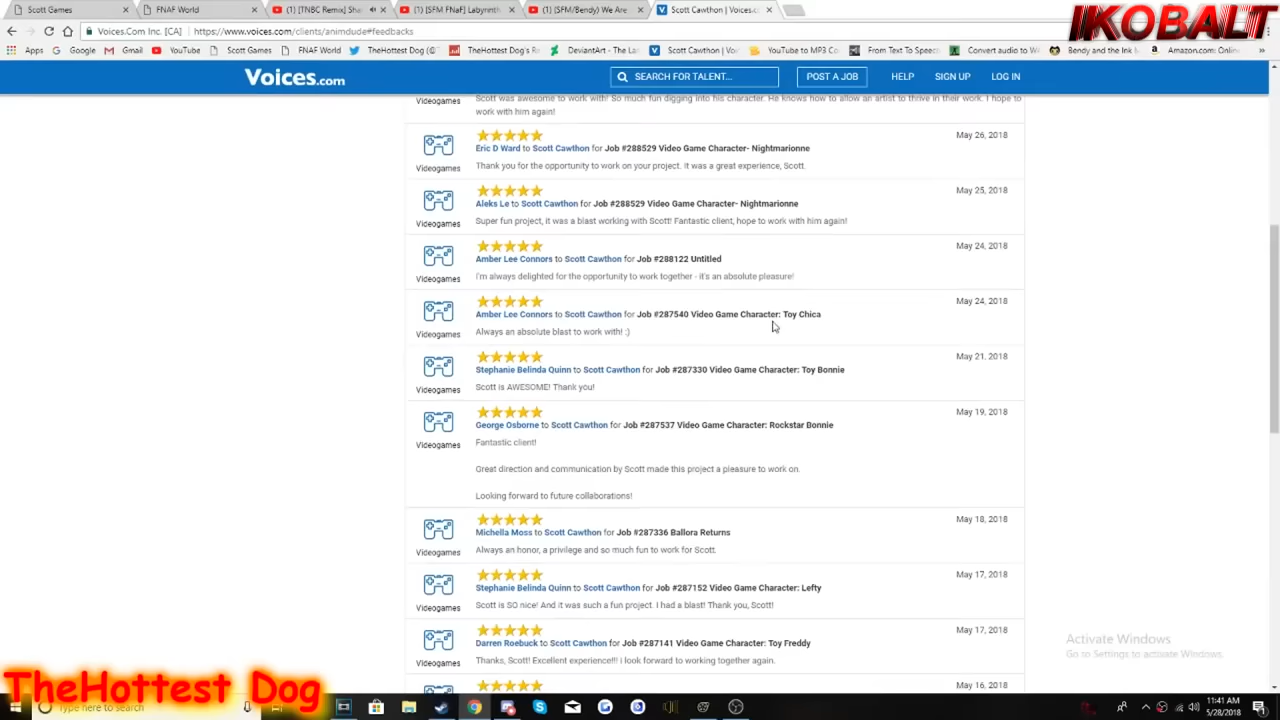 Scott Games
FNAF World
[TNBC Remix] Sha
[SFM FNaF] Labyrinth
(SFM/Bendy) We Are
Scott Cawthon | Voices.c
IKOBALT
Voices.Com Inc. [CA]
https://www.voices.com/clients/animdude#feedbacks
Apps
Google
Gmail
YouTube
Scott Games
FNAF World
TheHottest Dog (@
TheHottest Dog's Re
DeviantArt - The La
Scott Cawthon | Voice
YouTube to MP3 Co
From Text To Speech
Convert audio to w
Bendy and the Ink M
Amazon.com: Onlin
Voices.com
SEARCH FOR TALENT...
POST A JOB
HELP
SIGN UP
LOG IN
Scott was awesome to work with! So much fun digging into his character. He knows how to allow an artist to thrive in their work. I hope to
work with him again!
Videogames
May 26, 2018
Eric D Ward to Scott Cawthon for Job #288529 Video Game Character- Nightmarionne
Thank you for the opportunity to work on your project. It was a great experience, Scott.
Videogames
May 25, 2018
Aleks Le to Scott Cawthon for Job #288529 Video Game Character- Nightmarionne
Super fun project, it was a blast working with Scott! Fantastic client, hope to work with him again!
Videogames
May 24, 2018
Amber Lee Connors to Scott Cawthon for Job #288122 Untitled
I'm always delighted for the opportunity to work together - it's an absolute pleasure!
Videogames
May 24, 2018
Amber Lee Connors to Scott Cawthon for Job #287540 Video Game Character: Toy Chica
Always an absolute blast to work with! :)
Videogames
May 21, 2018
Stephanie Belinda Quinn to Scott Cawthon for Job #287330 Video Game Character: Toy Bonnie
Scott is AWESOME! Thank you!
Videogames
May 19, 2018
George Osborne to Scott Cawthon for Job #287537 Video Game Character: Rockstar Bonnie
Fantastic client!
Videogames
Great direction and communication by Scott made this project a pleasure to work on.
Looking forward to future collaborations!
May 18, 2018
Michella Moss to Scott Cawthon for Job #287336 Ballora Returns
Always an honor, a privilege and so much fun to work for Scott.
Videogames
May 17, 2018
Stephanie Belinda Quinn to Scott Cawthon for Job #287152 Video Game Character: Lefty
Scott is SO nice! And it was such a fun project. I had a blast! Thank you, Scott!
Videogames
May 17, 2018
Darren Roebuck to Scott Cawthon for Job #287141 Video Game Character: Toy Freddy
Thanks, Scott! Excellent experience!!! I look forward to working together again.
Videogames
May 16, 2018
Activate Windows
Go to Settings to activate Windows.
TheHottest Dog
Type here to search
11:41 AM
5/28/2018